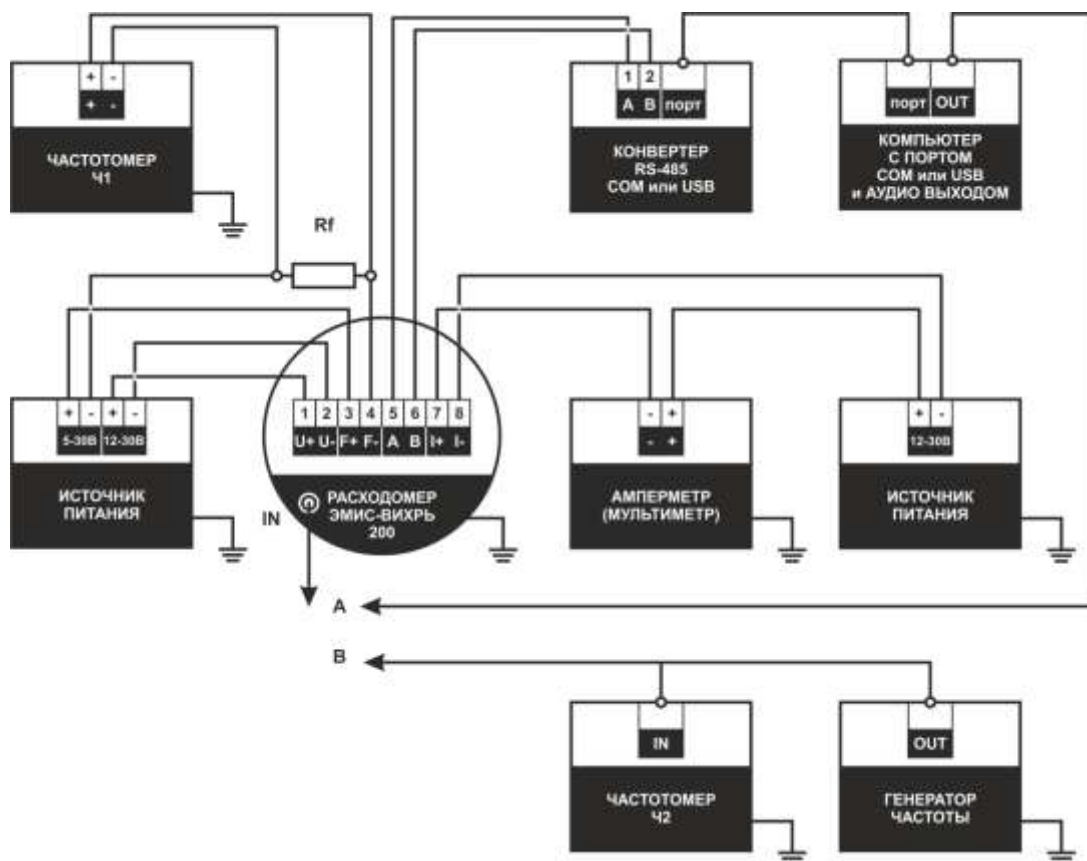 + -
+ -
ЧАСТОТОМЕР
Ч1
1 2
A B порт
КОНВЕРТЕР
RS-485
COM или USB
порт OUT
КОМПЬЮТЕР
С ПОРТОМ
COM или USB
и АУДИО ВЫХОДОМ
Rf
+ - + -
5-30В 12-30В
ИСТОЧНИК
ПИТАНИЯ
1 2 3 4 5 6 7 8
U+ U- F+ F- A B I+ I-
IN
РАСХОДОМЕР
ЭМИС-ВИХРЬ
200
- +
- +
АМПЕРМЕТР
(МУЛЬТИМЕТР)
+ -
12-30В
ИСТОЧНИК
ПИТАНИЯ
A
B
IN
ЧАСТОТОМЕР
Ч2
OUT
ГЕНЕРАТОР
ЧАСТОТЫ